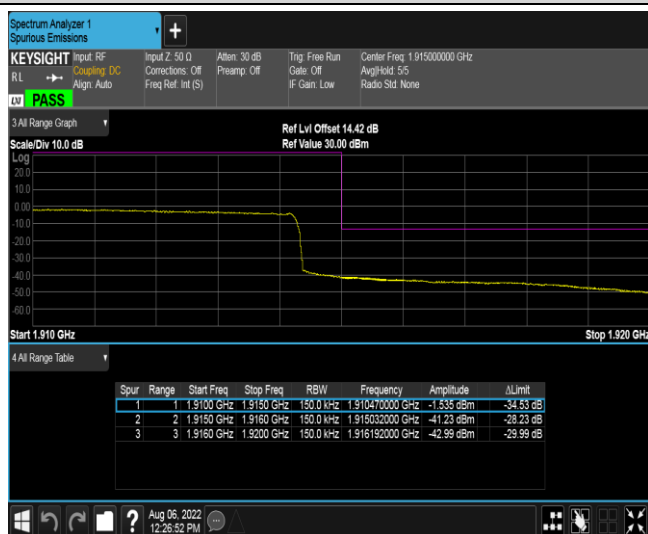 Spectrum Analyzer 1
Spurious Emissions
+
KEYSIGHT Input: RF Input Z: 50 Ω Atten: 30 dB Trig: Free Run Center Freq: 1.915000000 GHz
RL Coupling: DC Corrections: Off Preamp: Off Gate: Off Avg|Hold: 5/5
Align: Auto Freq Ref: Int (S) IF Gain: Low Radio Std: None
LXI PASS
3 All Range Graph
Ref Lvl Offset 14.42 dB
Scale/Div 10.0 dB Ref Value 30.00 dBm
Log
20.0
10.0
0.00
-10.0
-20.0
-30.0
-40.0
-50.0
-60.0
Start 1.910 GHz Stop 1.920 GHz
4 All Range Table
Spur Range Start Freq Stop Freq RBW Frequency Amplitude ΔLimit
1 1 1.9100 GHz 1.9150 GHz 150.0 kHz 1.910470000 GHz -1.535 dBm -34.53 dB
2 2 1.9150 GHz 1.9160 GHz 150.0 kHz 1.915032000 GHz -41.23 dBm -28.23 dB
3 3 1.9160 GHz 1.9200 GHz 150.0 kHz 1.916192000 GHz -42.99 dBm -29.99 dB
? Aug 06, 2022
12:26:52 PM